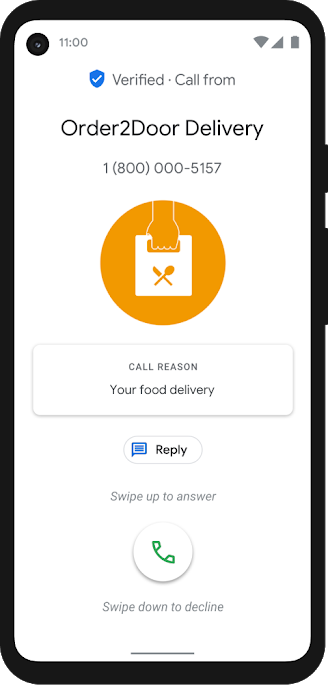 11:00
Verified · Call from
Order2Door Delivery
1 (800) 000-5157
CALL REASON
Your food delivery
Reply
Swipe up to answer
Swipe down to decline